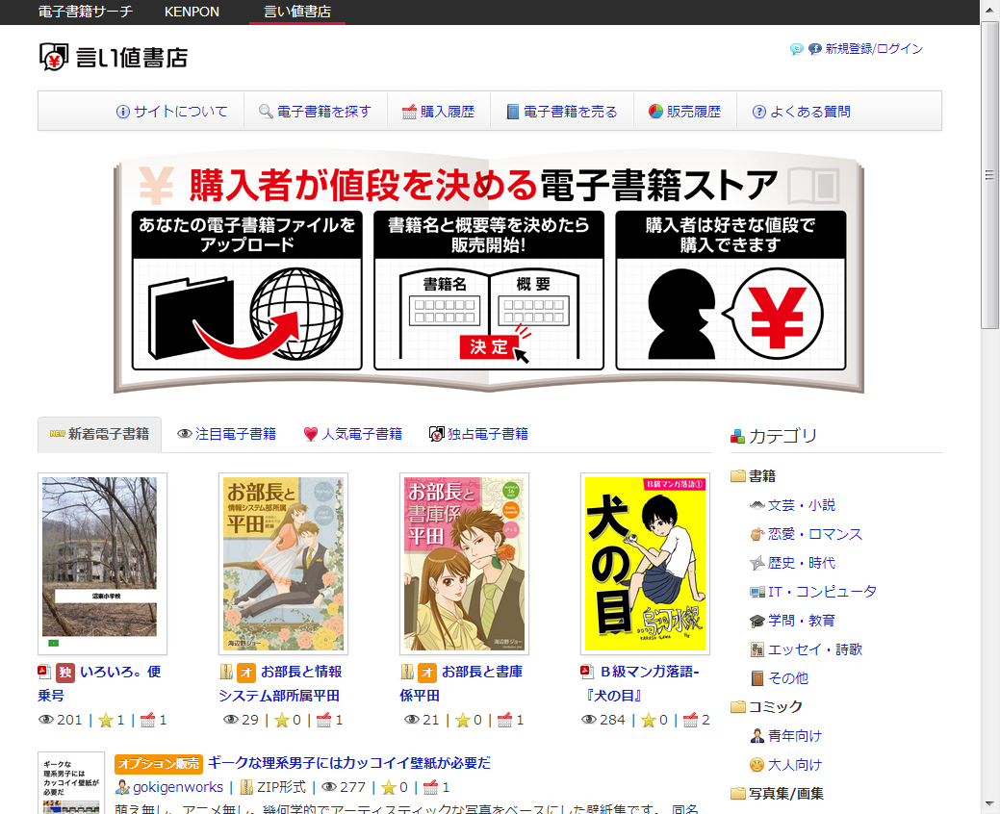 電子書籍サーチ KENPON 言い値書店
言い値書店
新規登録/ログイン
サイトについて 電子書籍を探す 購入履歴 電子書籍を売る 販売履歴 よくある質問
¥ 購入者が値段を決める電子書籍ストア
あなたの電子書籍ファイルを
アップロード
書籍名と概要等を決めたら
販売開始!
書籍名 概要
決定
購入者は好きな値段で
購入できます
¥
NEW 新着電子書籍 注目電子書籍 人気電子書籍 独占電子書籍
沼東小学校
お部長と
情報システム部所属
平田
海辺野ジョー
お部長と
書庫係
平田
海辺野ジョー
B級マンガ落語①
犬の目
烏河水銀
独 いろいろ。便
乗号
201 | 1 | 1
オ お部長と情報
システム部所属平田
29 | 0 | 1
オ お部長と書庫
係平田
21 | 0 | 1
B級マンガ落語-
『犬の目』
284 | 0 | 2
ギークな
理系男子には
カッコイイ壁紙が
必要だ
オプション販売 ギークな理系男子にはカッコイイ壁紙が必要だ
gokigenworks | ZIP形式 | 277 | 0 | 1
萌え無し、アニメ無し。幾何学的でアーティスティックな写真をベースにした壁紙集です。 同名
カテゴリ
書籍
文芸・小説
恋愛・ロマンス
歴史・時代
IT・コンピュータ
学問・教育
エッセイ・詩歌
その他
コミック
青年向け
大人向け
写真集/画集